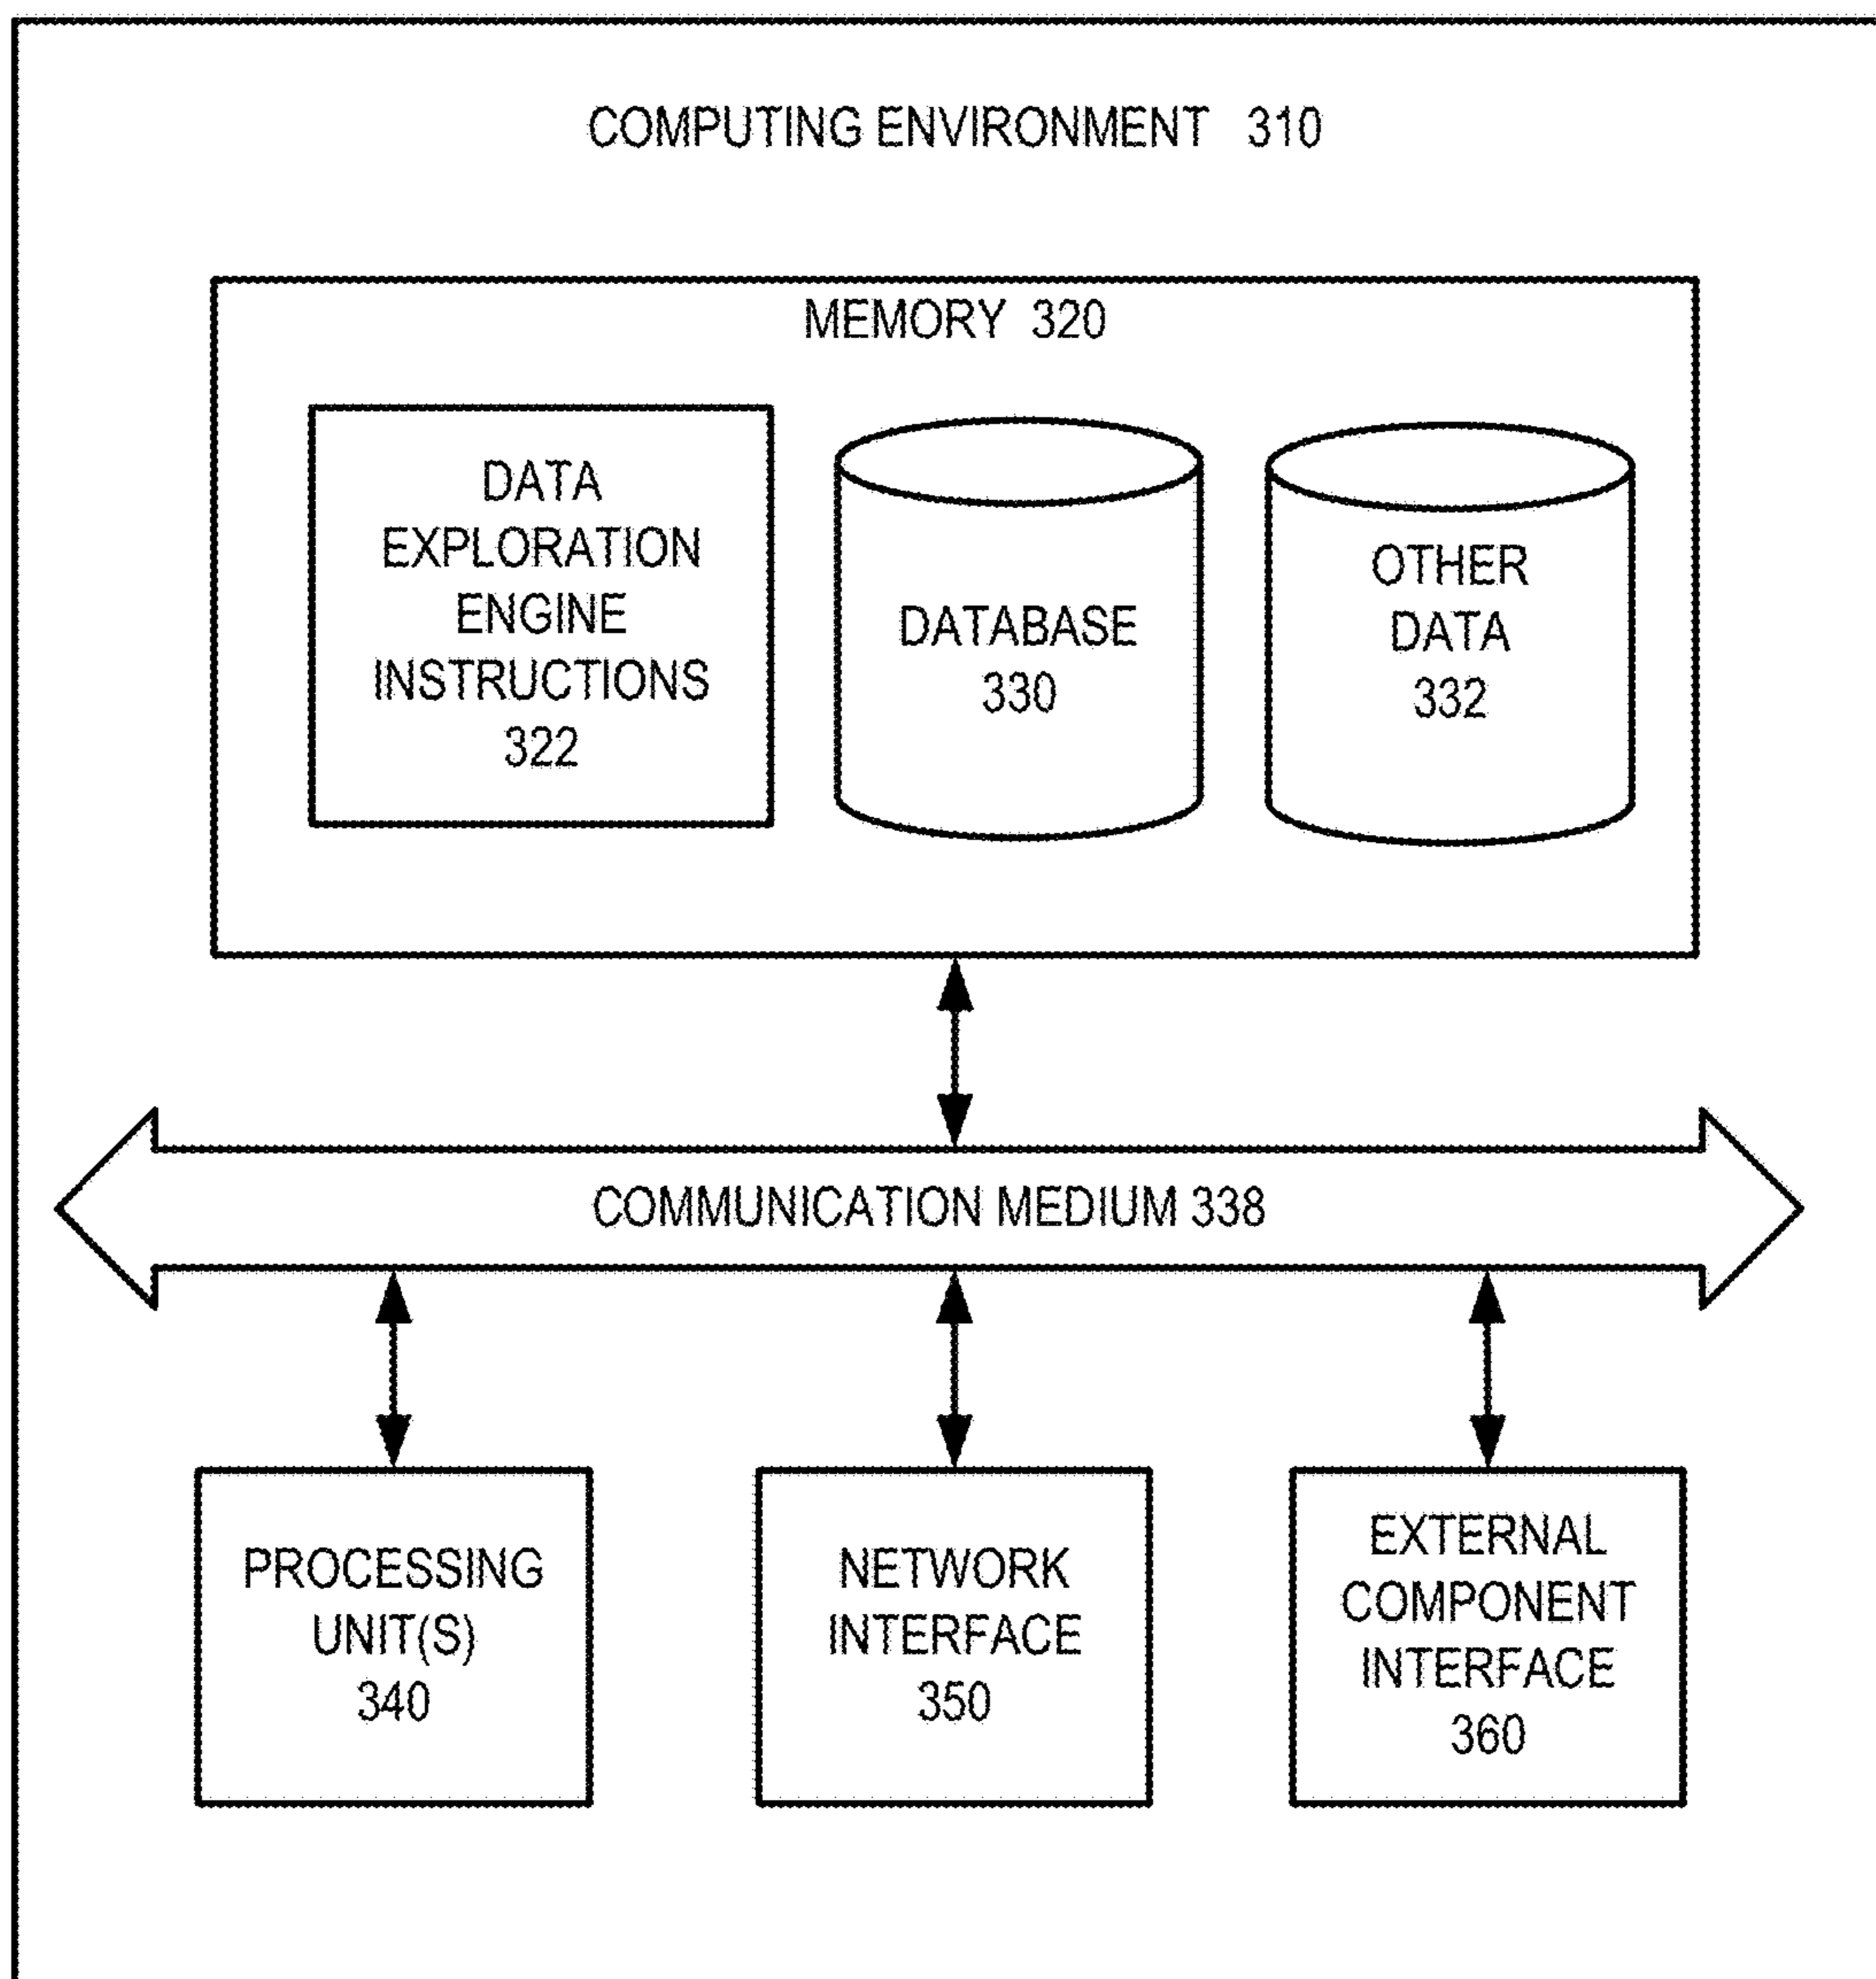 COMPUTING ENVIRONMENT 310
MEMORY 320
DATA
EXPLORATION
ENGINE
INSTRUCTIONS
322
DATABASE
330
OTHER
DATA
332
COMMUNICATION MEDIUM 338
PROCESSING
UNIT(S)
340
NETWORK
INTERFACE
350
EXTERNAL
COMPONENT
INTERFACE
360